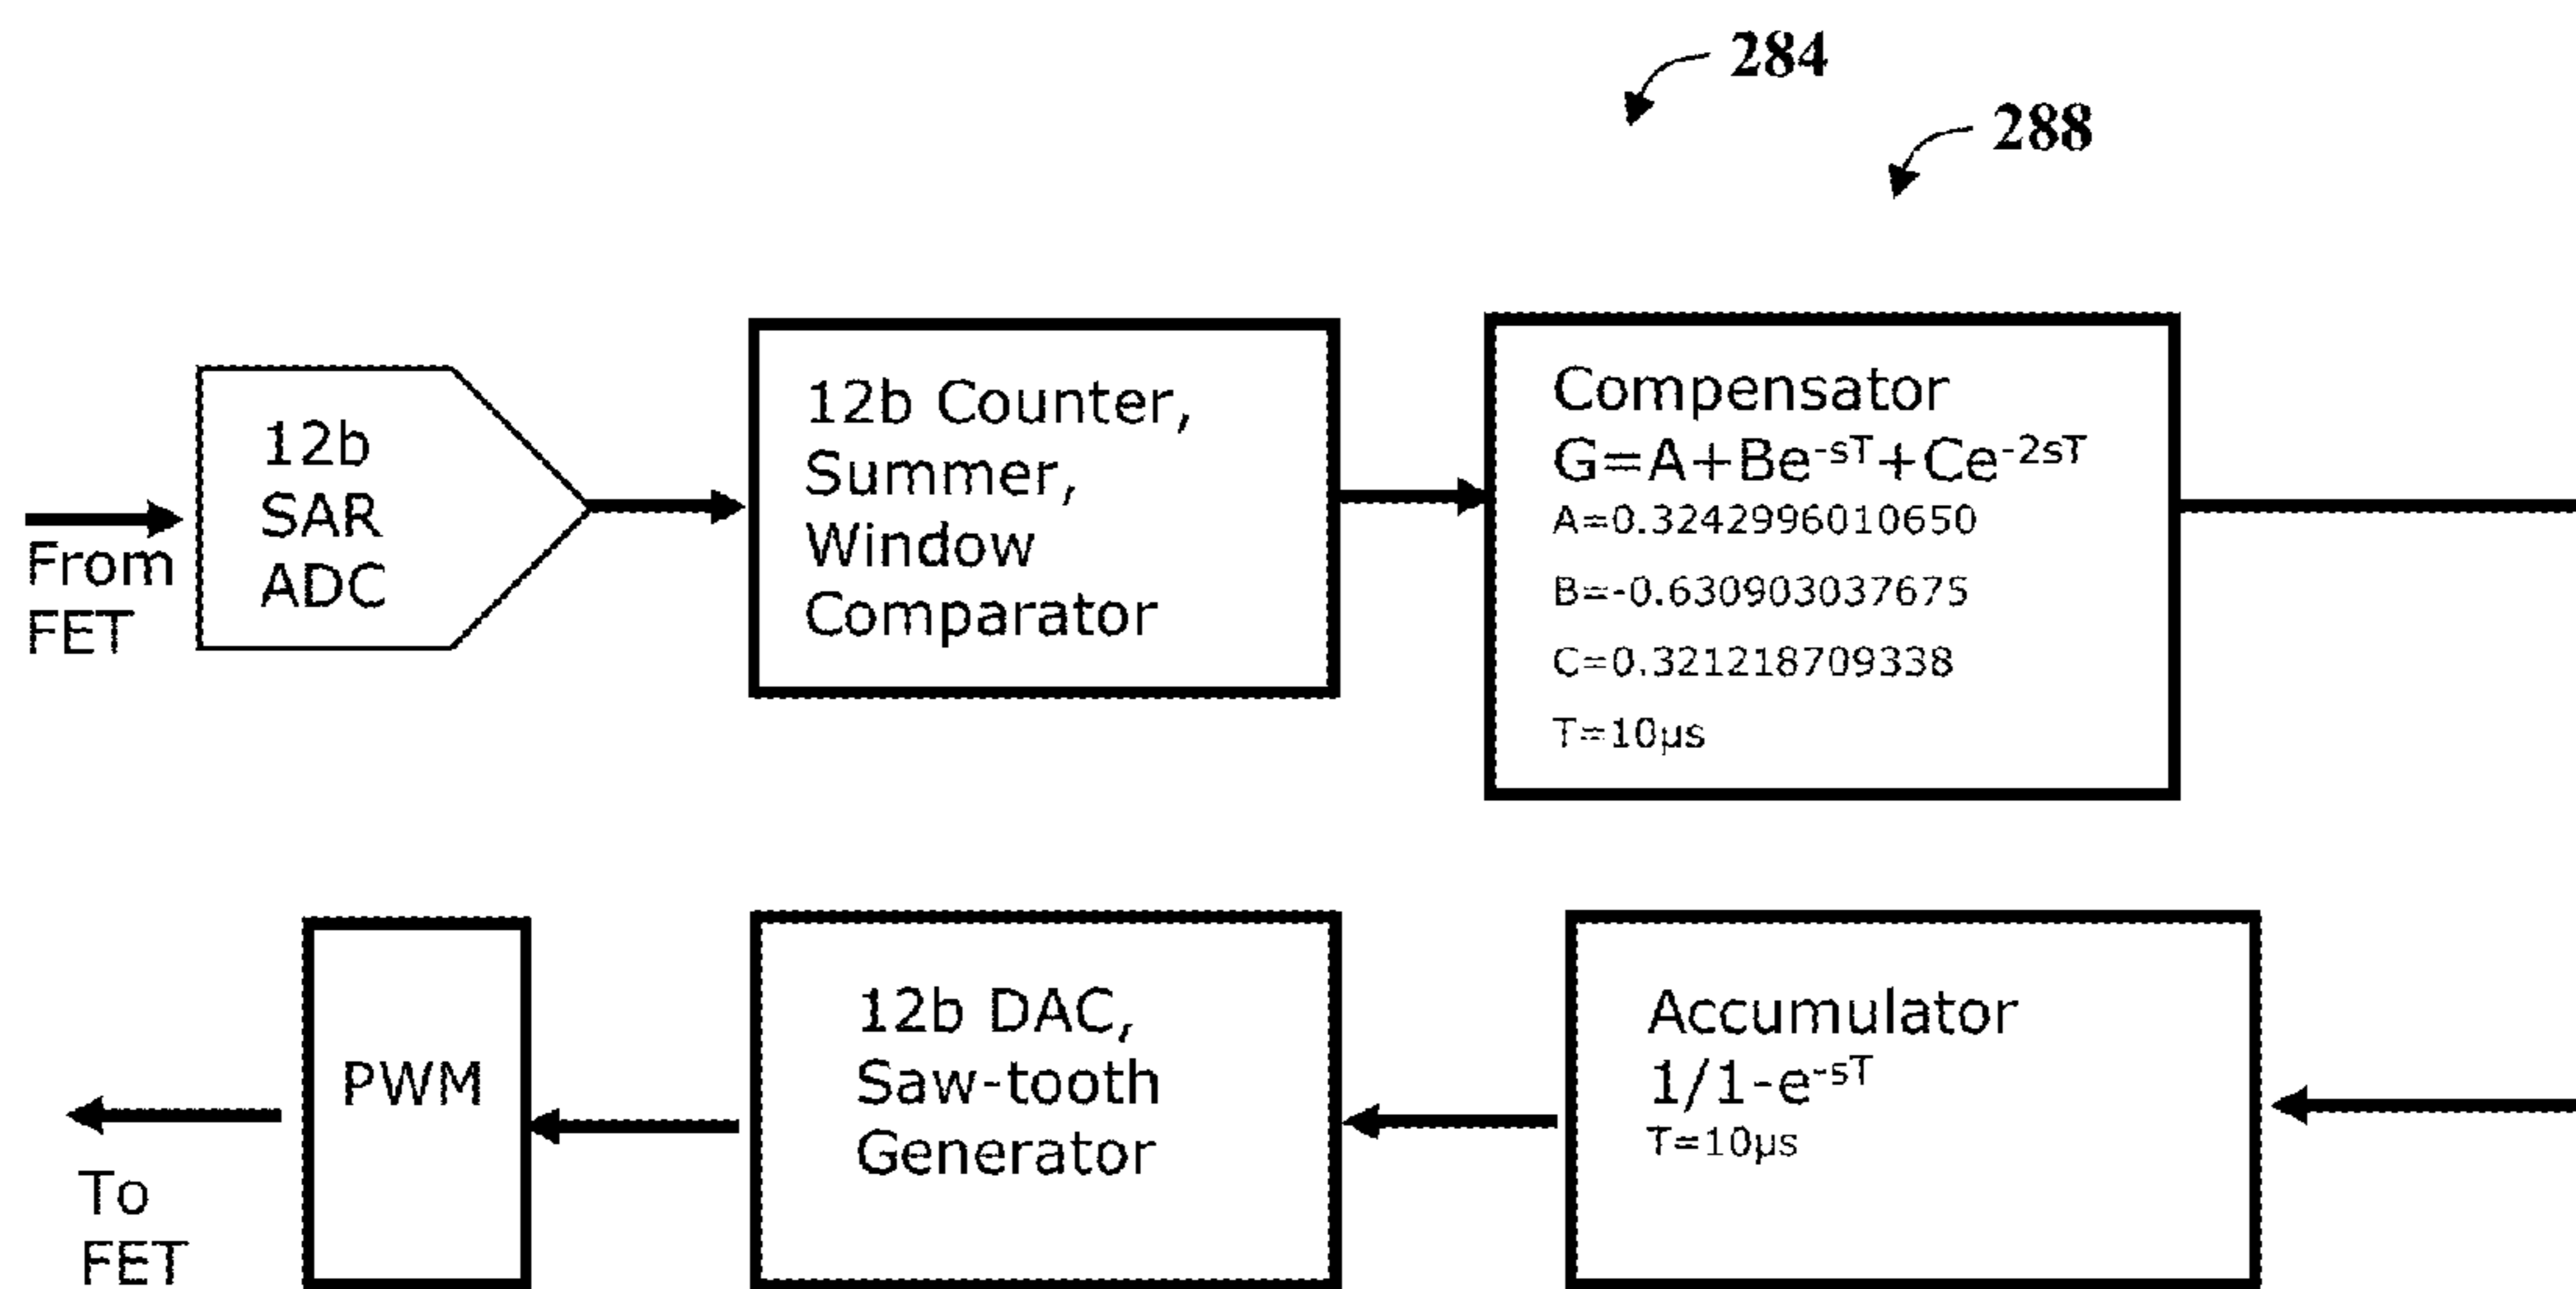 284
288
From
FET
12b
SAR
ADC
12b Counter,
Summer,
Window
Comparator
Compensator
G=A+Be^-sT+Ce^-2sT
A=0.3242996010650
B=-0.630903037675
C=0.321218709338
T=10µs
To
FET
PWM
12b DAC,
Saw-tooth
Generator
Accumulator
1/1-e^-sT
T=10µs